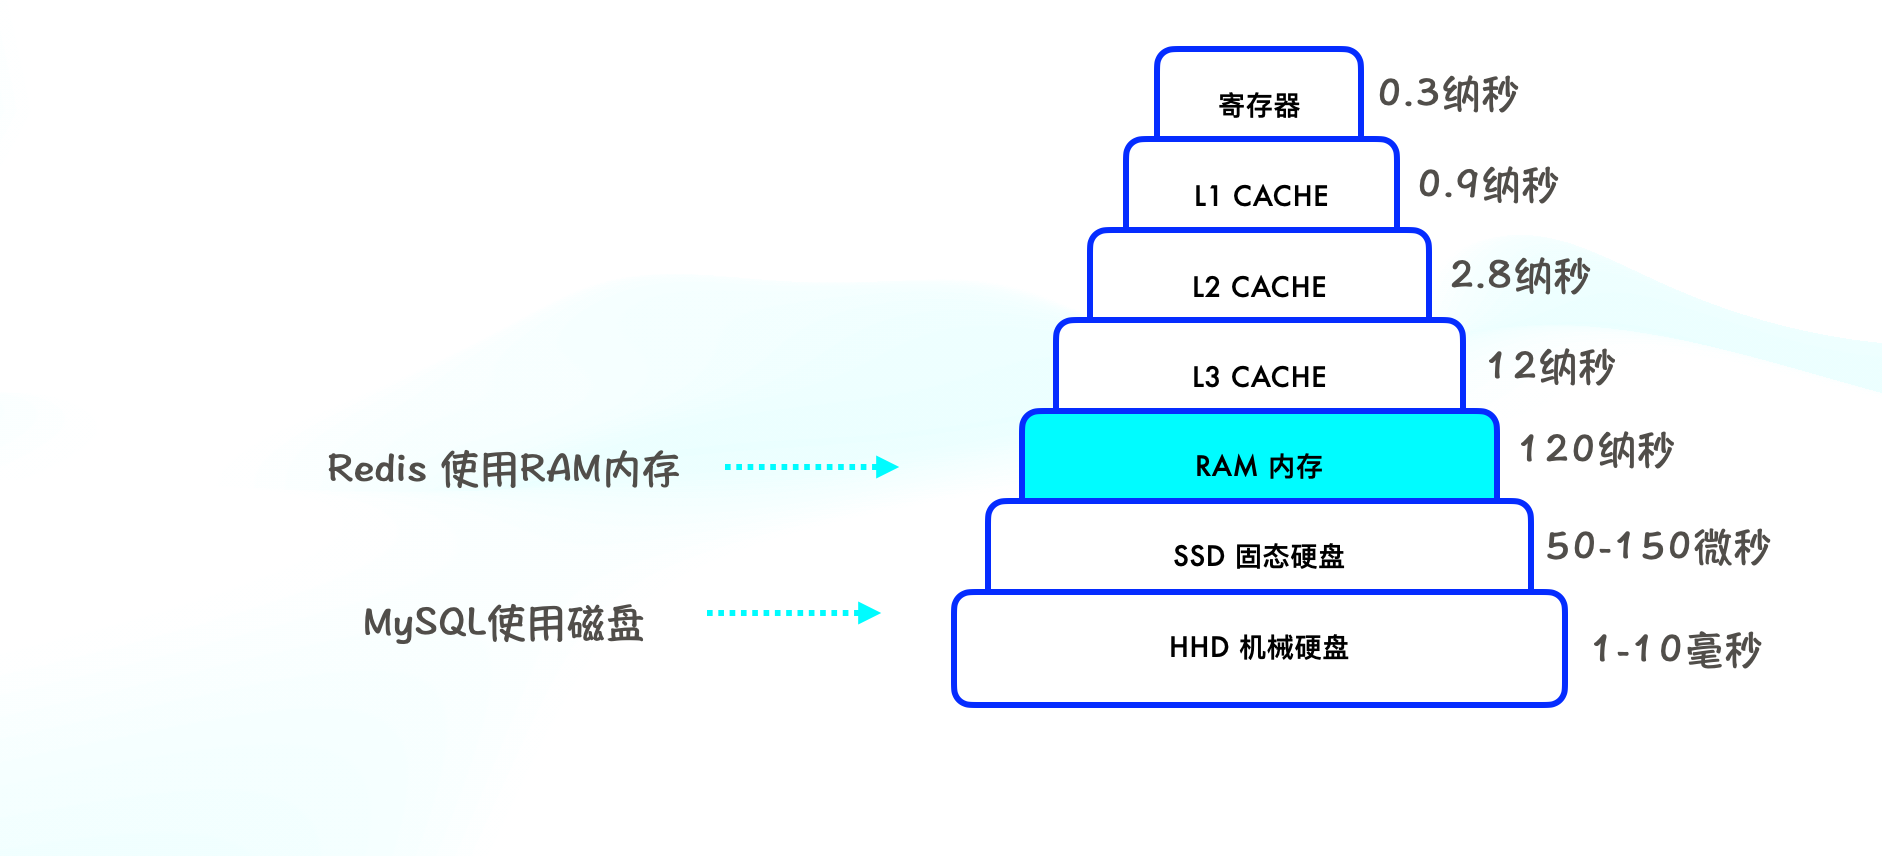 寄存器 0.3纳秒
L1 CACHE 0.9纳秒
L2 CACHE 2.8纳秒
L3 CACHE 12纳秒
Redis 使用RAM内存 RAM 内存 120纳秒
SSD 固态硬盘 50-150微秒
MySQL使用磁盘
HHD 机械硬盘 1-10毫秒